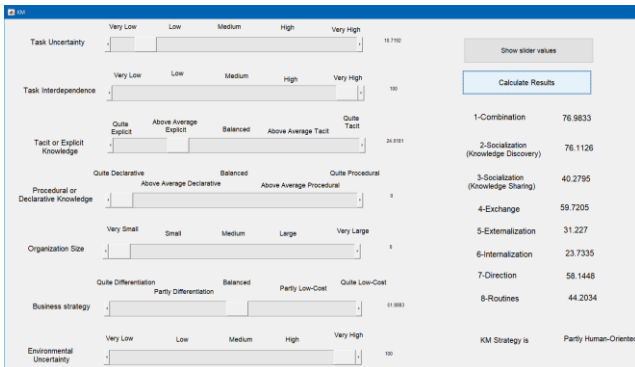 KM
Very Low Low Medium High Very High
Task Uncertainty
Show slider values
Very Low Low Medium High Very High
Calculate Results
Task Interdependence
100
Quite Explicit Above Average Explicit Balanced Above Average Tacit Quite Tacit
Tacit or Explicit
Knowledge
1-Combination 76.9833
2-Socialization
(Knowledge Discovery)
76.1126
Quite Declarative Balanced Quite Procedural
Above Average Declarative Above Average Procedural
Procedural or
Declarative Knowledge
3-Socialization
(Knowledge Sharing)
40.2795
4-Exchange 59.7205
Very Small Small Medium Large Very Large
Organization Size
5-Externalization 31.227
6-Internalization 23.7335
Quite Differentiation Balanced Quite Low-Cost
Partly Differentiation Partly Low-Cost
7-Direction 58.1448
Business strategy
8-Routines 44.2034
Very Low Low Medium High Very High
KM Strategy is Partly Human-Oriented
Environmental
Uncertainty
100